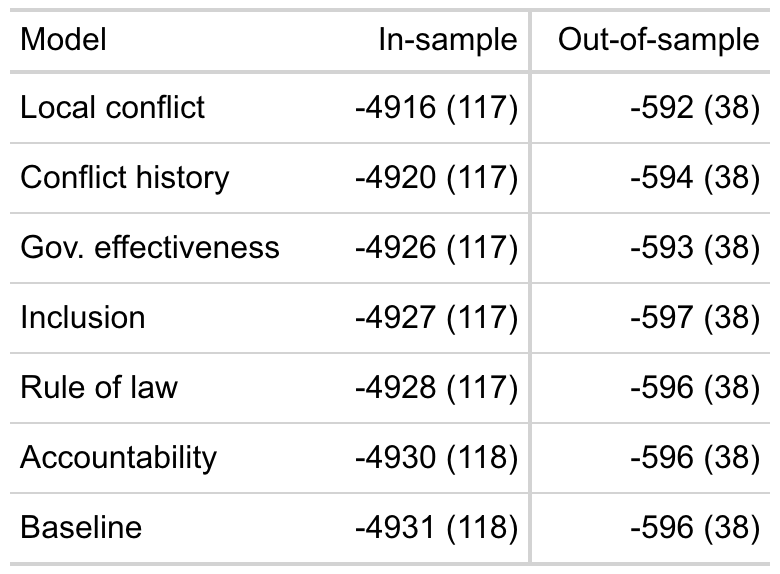 Model In-sample Out-of-sample
Local conflict -4916 (117) -592 (38)
Conflict history -4920 (117) -594 (38)
Gov. effectiveness -4926 (117) -593 (38)
Inclusion -4927 (117) -597 (38)
Rule of law -4928 (117) -596 (38)
Accountability -4930 (118) -596 (38)
Baseline -4931 (118) -596 (38)